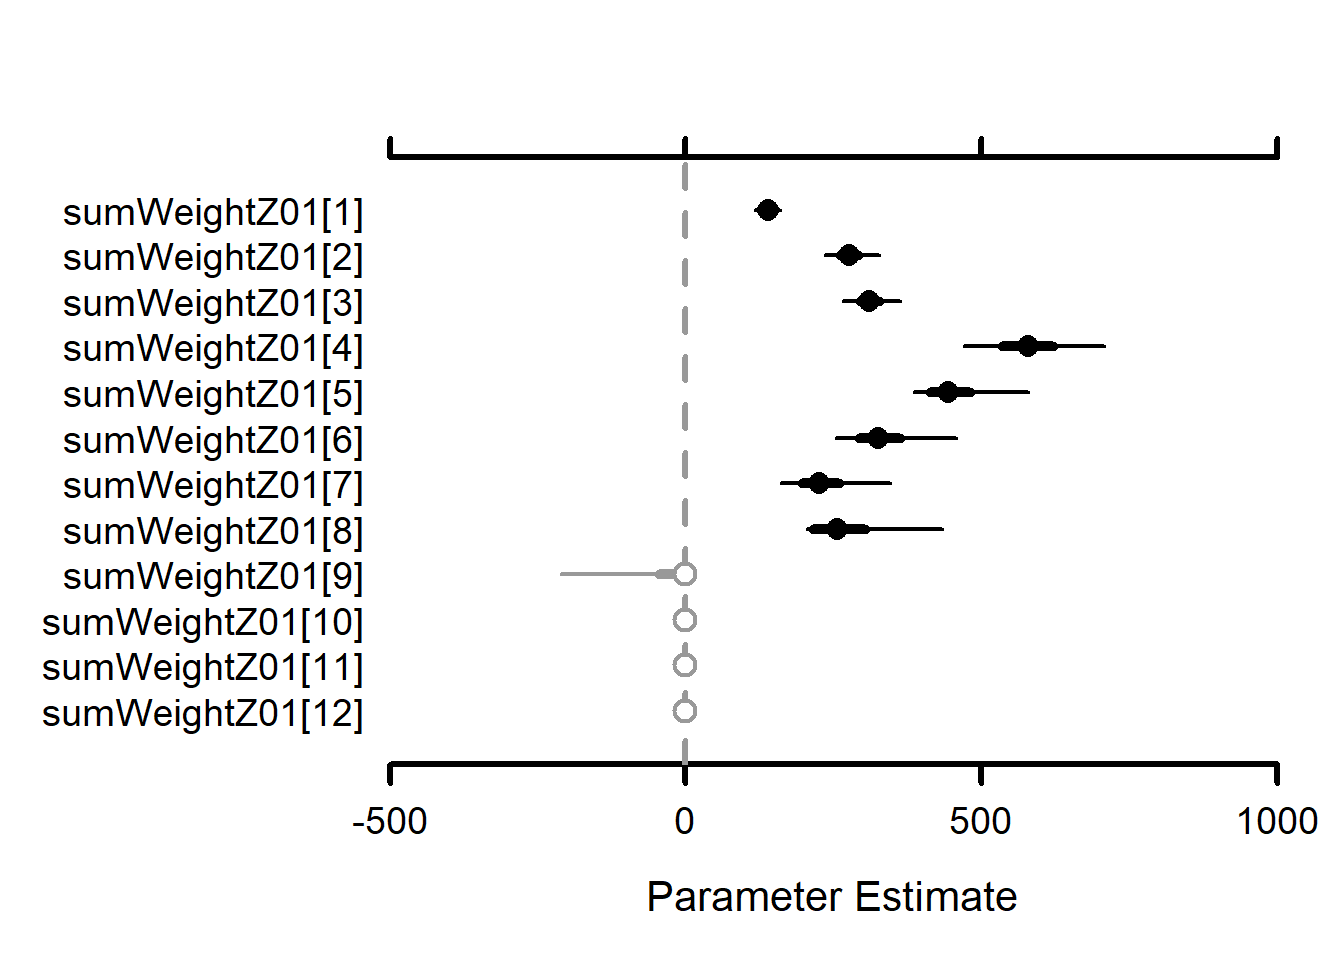 sumWeightZ01[1]
sumWeightZ01[2]
sumWeightZ01[3]
sumWeightZ01[4]
sumWeightZ01[5]
sumWeightZ01[6]
sumWeightZ01[7]
sumWeightZ01[8]
sumWeightZ01[9]
sumWeightZ01[10]
sumWeightZ01[11]
sumWeightZ01[12]
-500 0 500 1000
Parameter Estimate